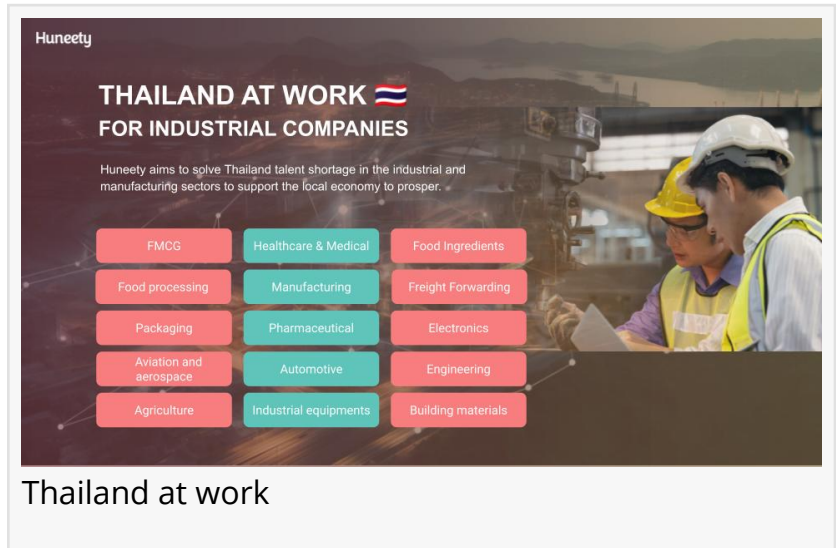 Huneety
THAILAND AT WORK 🇹🇭
FOR INDUSTRIAL COMPANIES
Huneety aims to solve Thailand talent shortage in the industrial and
manufacturing sectors to support the local economy to prosper.
FMCG
Healthcare & Medical
Food Ingredients
Food processing
Manufacturing
Freight Forwarding
Packaging
Pharmaceutical
Electronics
Aviation and
aerospace
Automotive
Engineering
Agriculture
Industrial equipments
Building materials
Thailand at work